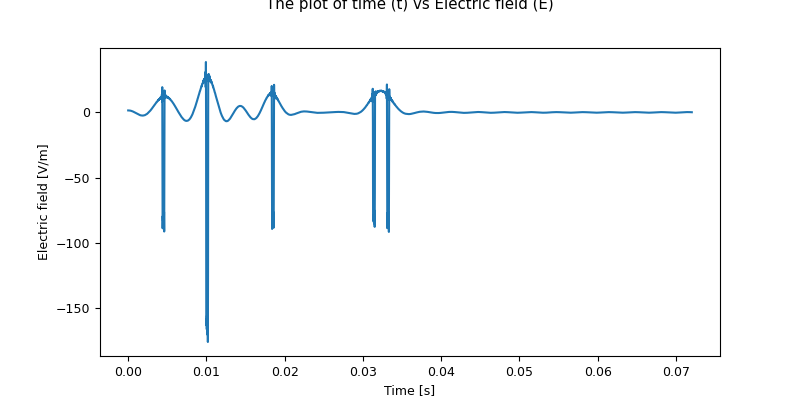 The plot of time (t) vs Electric field (E)
Electric field [V/m]
0
−50
−100
−150
0.00 0.01 0.02 0.03 0.04 0.05 0.06 0.07
Time [s]